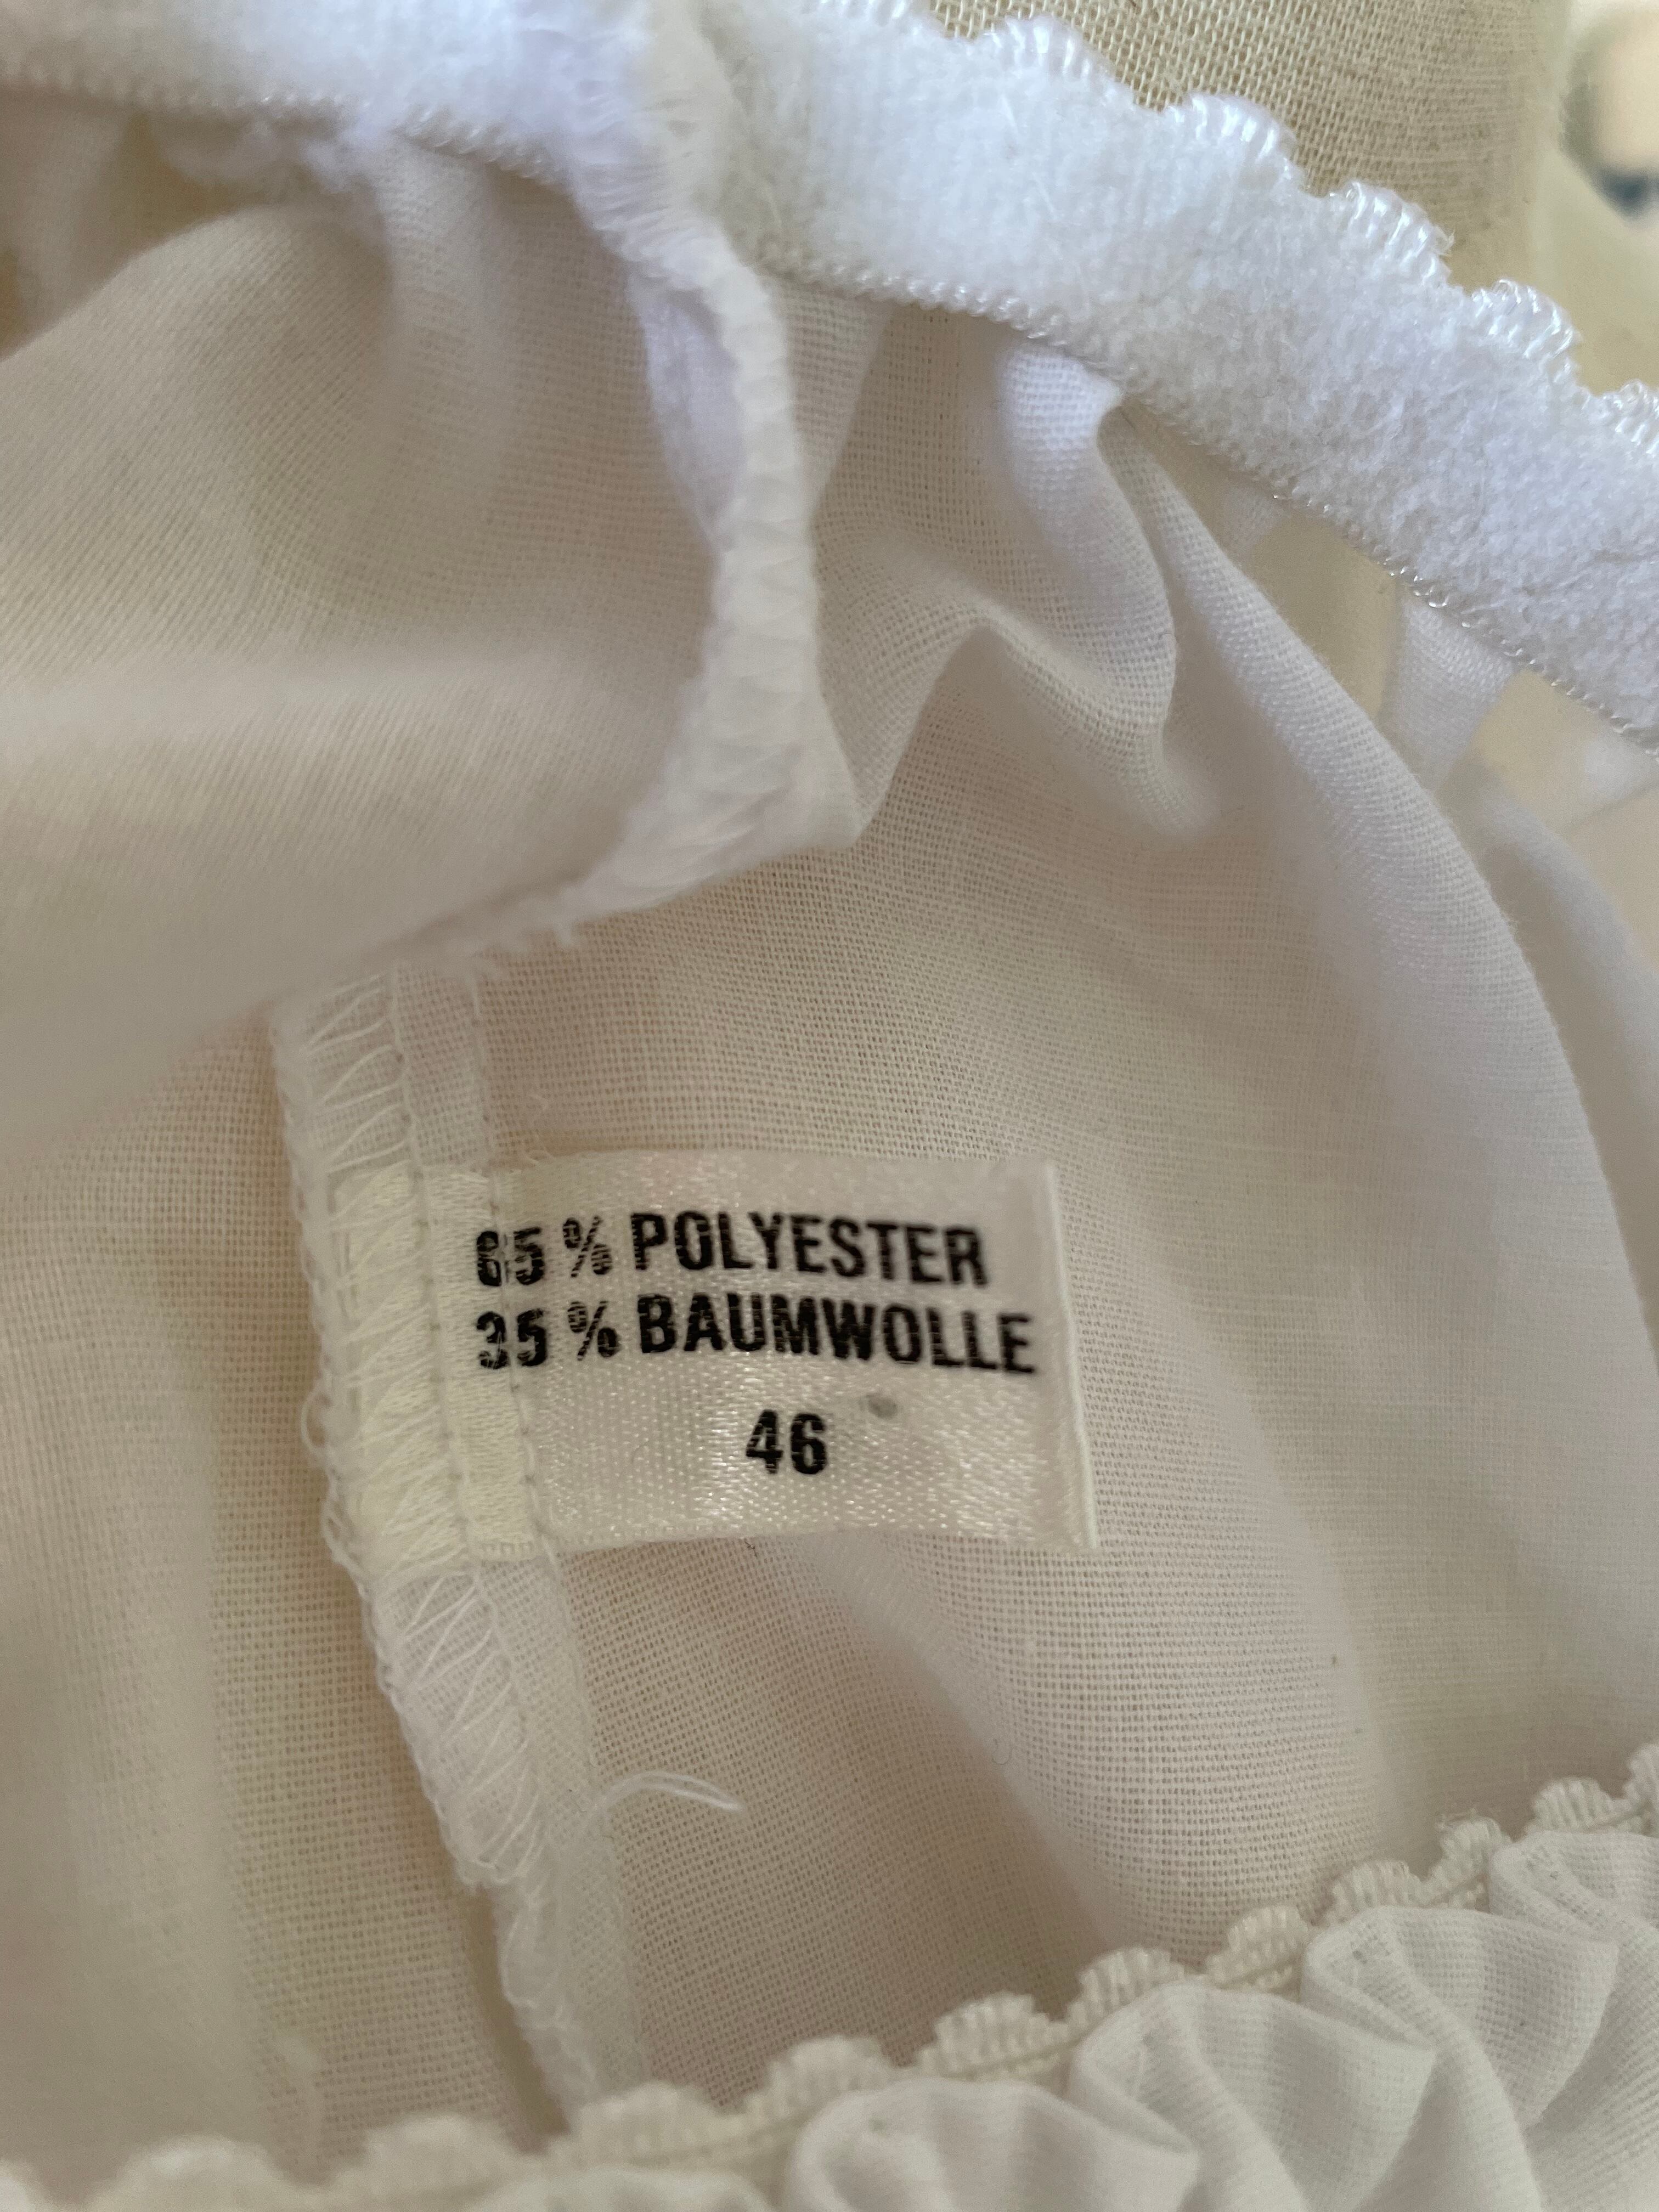 65 % POLYESTER
35 % BAUMWOLLE
46